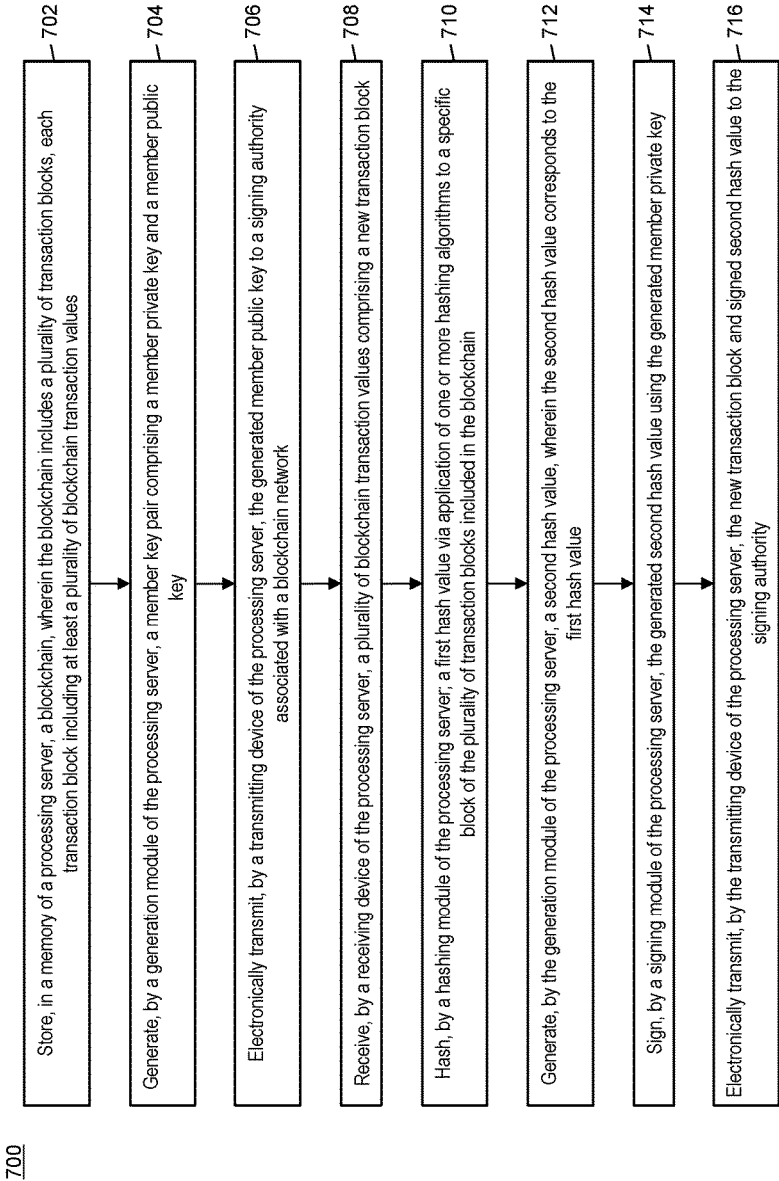 700
Store, in a memory of a processing server, a blockchain, wherein the blockchain includes a plurality of transaction blocks, each
transaction block including at least a plurality of blockchain transaction values
702
Generate, by a generation module of the processing server, a member key pair comprising a member private key and a member public
key
704
Electronically transmit, by a transmitting device of the processing server, the generated member public key to a signing authority
associated with a blockchain network
706
Receive, by a receiving device of the processing server, a plurality of blockchain transaction values comprising a new transaction block
708
Hash, by a hashing module of the processing server, a first hash value via application of one or more hashing algorithms to a specific
block of the plurality of transaction blocks included in the blockchain
710
Generate, by the generation module of the processing server, a second hash value, wherein the second hash value corresponds to the
first hash value
712
Sign, by a signing module of the processing server, the generated second hash value using the generated member private key
714
Electronically transmit, by the transmitting device of the processing server, the new transaction block and signed second hash value to the
signing authority
716